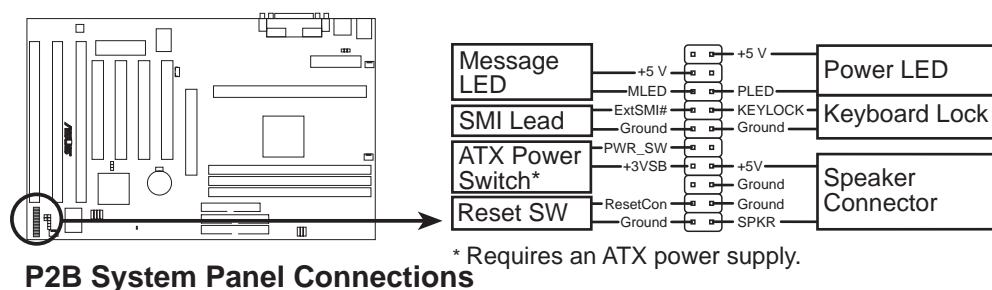 Message
LED
SMI Lead
ATX Power
Switch*
Reset SW
+5 V
MLED
ExtSMI#
Ground
PWR_SW
+3VSB
ResetCon
Ground
+5 V
PLED
KEYLOCK
Ground
+5V
Ground
Ground
SPKR
Power LED
Keyboard Lock
Speaker
Connector
* Requires an ATX power supply.
P2B System Panel Connections
ASUS